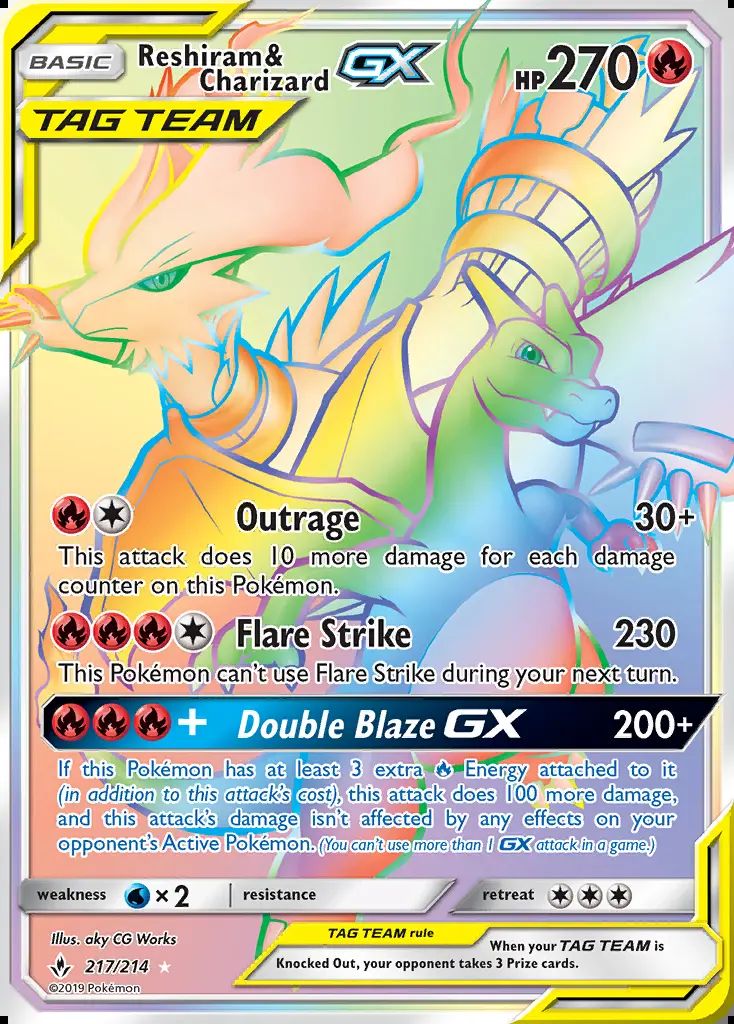 BASIC
Reshiram&
Charizard GX
HP270
TAG TEAM
Outrage 30+
This attack does 10 more damage for each damage
counter on this Pokémon.
Flare Strike 230
This Pokémon can't use Flare Strike during your next turn.
+ Double Blaze GX 200+
If this Pokémon has at least 3 extra Energy attached to it
(in addition to this attack's cost), this attack does 100 more damage,
and this attack's damage isn't affected by any effects on your
opponent's Active Pokémon. (You can't use more than 1 GX attack in a game.)
weakness ×2 resistance retreat
Illus. aky CG Works
217/214
©2019 Pokémon
TAG TEAM rule
When your TAG TEAM is
Knocked Out, your opponent takes 3 Prize cards.